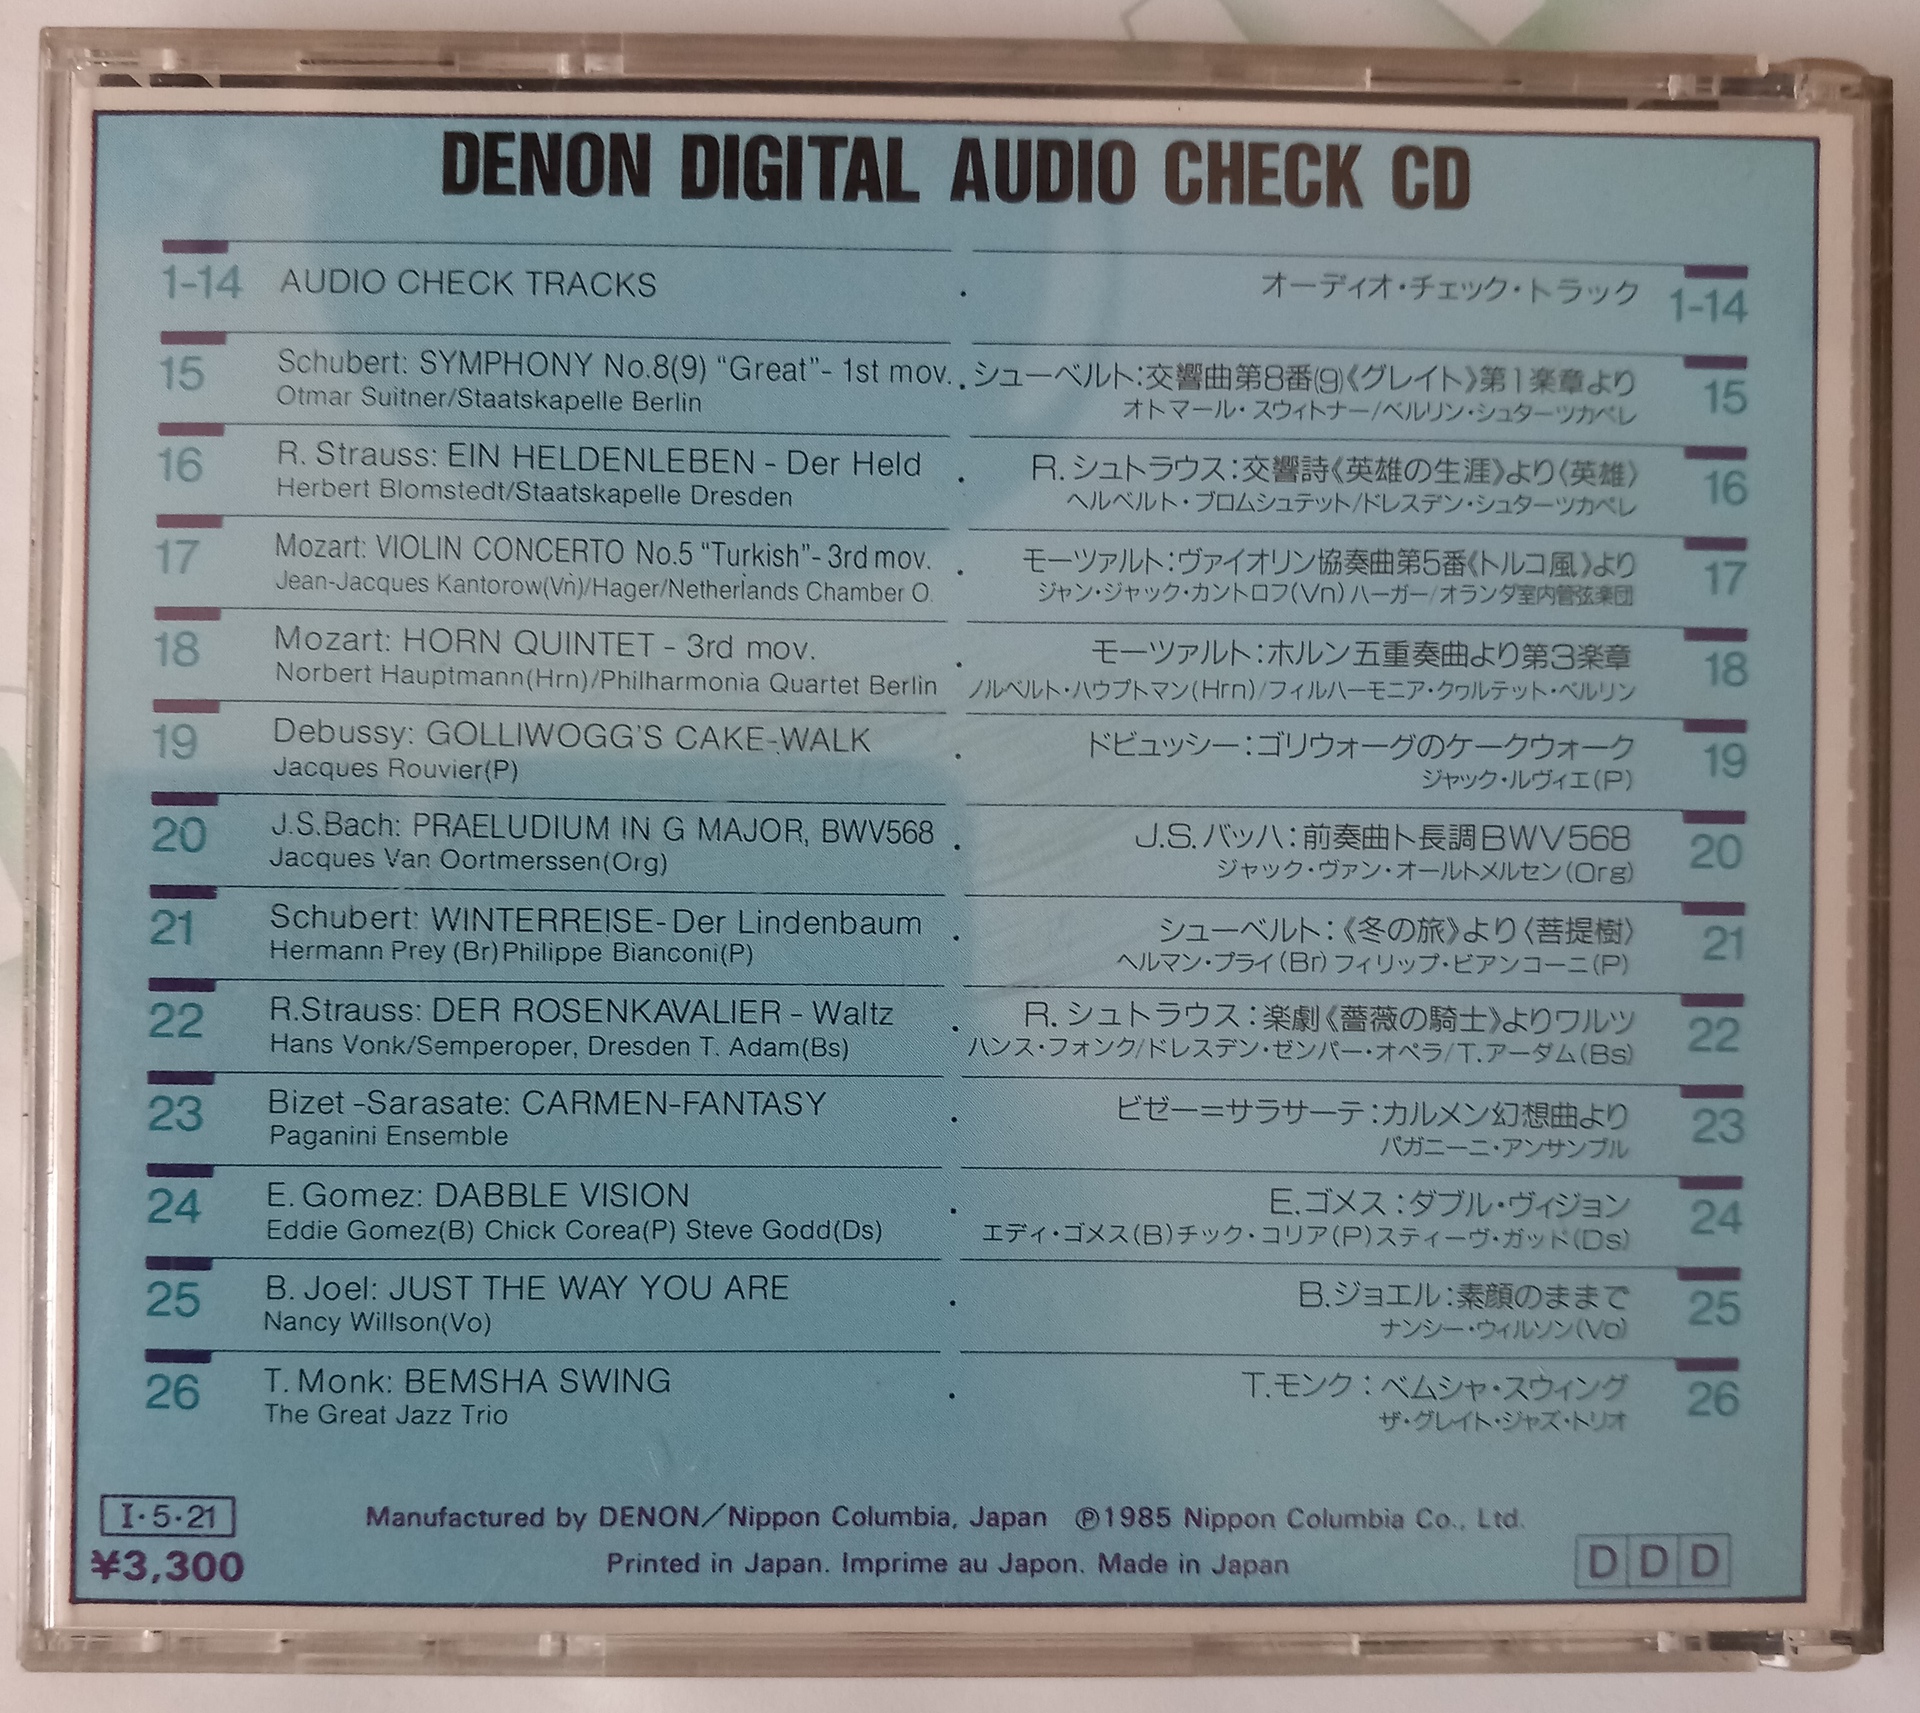 DENON DIGITAL AUDIO CHECK CD
1-14 AUDIO CHECK TRACKS · オーディオ・チェック・トラック 1-14
15 Schubert: SYMPHONY No.8(9) “Great”- 1st mov. · シューベルト:交響曲第8番(9)《グレイト》第1楽章より 15
Otmar Suitner/Staatskapelle Berlin オトマール・スウィトナー/ベルリン・シュターツカペレ
16 R. Strauss: EIN HELDENLEBEN - Der Held · R. シュトラウス:交響詩《英雄の生涯》より〈英雄〉 16
Herbert Blomstedt/Staatskapelle Dresden ヘルベルト・ブロムシュテット/ドレスデン・シュターツカペレ
17 Mozart: VIOLIN CONCERTO No.5 “Turkish”- 3rd mov. · モーツァルト:ヴァイオリン協奏曲第5番《トルコ風》より 17
Jean-Jacques Kantorow(Vn)/Hager/Netherlands Chamber O. ジャン・ジャック・カントロフ(Vn)ハーガー/オランダ室内管弦楽団
18 Mozart: HORN QUINTET - 3rd mov. · モーツァルト:ホルン五重奏曲より第3楽章 18
Norbert Hauptmann(Hrn)/Philharmonia Quartet Berlin ノルベルト・ハウプトマン(Hrn)/フィルハーモニア・クヮルテット・ベルリン
19 Debussy: GOLLIWOGG'S CAKE-WALK · ドビュッシー:ゴリウォーグのケークウォーク 19
Jacques Rouvier(P) ジャック・ルヴィエ(P)
20 J.S.Bach: PRAELUDIUM IN G MAJOR, BWV568 · J.S.バッハ:前奏曲ト長調BWV568 20
Jacques Van Oortmerssen(Org) ジャック・ヴァン・オールトメルセン(Org)
21 Schubert: WINTERREISE- Der Lindenbaum · シューベルト:《冬の旅》より〈菩提樹〉 21
Hermann Prey (Br) Philippe Bianconi(P) ヘルマン・プライ(Br)フィリップ・ビアンコーニ(P)
22 R.Strauss: DER ROSENKAVALIER - Waltz · R. シュトラウス:楽劇《薔薇の騎士》よりワルツ 22
Hans Vonk/Semperoper, Dresden T. Adam(Bs) ハンス・フォンク/ドレスデン・ゼンパー・オペラ/T.アーダム(Bs)
23 Bizet -Sarasate: CARMEN-FANTASY · ビゼー=サラサーテ:カルメン幻想曲より 23
Paganini Ensemble パガニーニ・アンサンブル
24 E. Gomez: DABBLE VISION · E.ゴメス:ダブル・ヴィジョン 24
Eddie Gomez(B) Chick Corea(P) Steve Godd(Ds) エディ・ゴメス(B)チック・コリア(P)スティーヴ・ガッド(Ds)
25 B. Joel: JUST THE WAY YOU ARE · B.ジョエル:素顔のままで 25
Nancy Willson(Vo) ナンシー・ウィルソン(Vo)
26 T. Monk: BEMSHA SWING · T.モンク:ベムシャ・スウィング 26
The Great Jazz Trio ザ・グレイト・ジャズ・トリオ
I·5·21 Manufactured by DENON/Nippon Columbia, Japan ℗1985 Nippon Columbia Co., Ltd.
¥3,300 Printed in Japan. Imprime au Japon. Made in Japan D D D